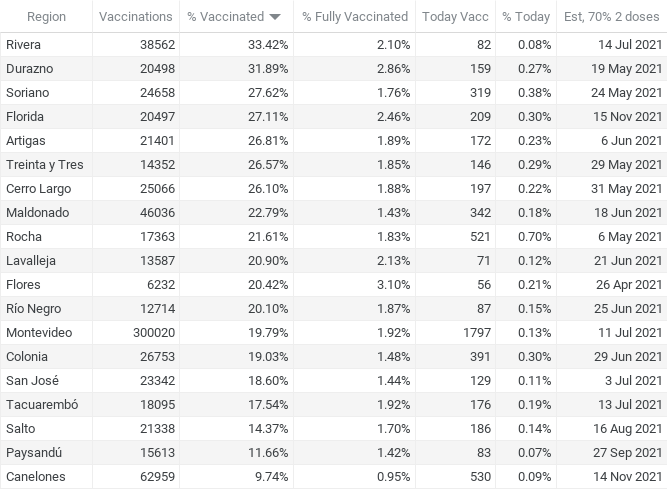 Region Vaccinations % Vaccinated % Fully Vaccinated Today Vacc % Today Est, 70% 2 doses
Rivera 38562 33.42% 2.10% 82 0.08% 14 Jul 2021
Durazno 20498 31.89% 2.86% 159 0.27% 19 May 2021
Soriano 24658 27.62% 1.76% 319 0.38% 24 May 2021
Florida 20497 27.11% 2.46% 209 0.30% 15 Nov 2021
Artigas 21401 26.81% 1.89% 172 0.23% 6 Jun 2021
Treinta y Tres 14352 26.57% 1.85% 146 0.29% 29 May 2021
Cerro Largo 25066 26.10% 1.88% 197 0.22% 31 May 2021
Maldonado 46036 22.79% 1.43% 342 0.18% 18 Jun 2021
Rocha 17363 21.61% 1.83% 521 0.70% 6 May 2021
Lavalleja 13587 20.90% 2.13% 71 0.12% 21 Jun 2021
Flores 6232 20.42% 3.10% 56 0.21% 26 Apr 2021
Río Negro 12714 20.10% 1.87% 87 0.15% 25 Jun 2021
Montevideo 300020 19.79% 1.92% 1797 0.13% 11 Jul 2021
Colonia 26753 19.03% 1.48% 391 0.30% 29 Jun 2021
San José 23342 18.60% 1.44% 129 0.11% 3 Jul 2021
Tacuarembó 18095 17.54% 1.92% 176 0.19% 13 Jul 2021
Salto 21338 14.37% 1.70% 186 0.14% 16 Aug 2021
Paysandú 15613 11.66% 1.42% 83 0.07% 27 Sep 2021
Canelones 62959 9.74% 0.95% 530 0.09% 14 Nov 2021